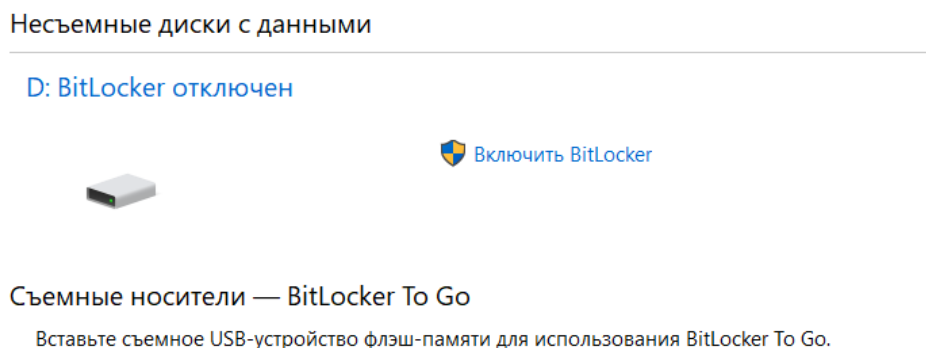 Несъемные диски с данными
D: BitLocker отключен
Включить BitLocker
Съемные носители — BitLocker To Go
Вставьте съемное USB-устройство флэш-памяти для использования BitLocker To Go.